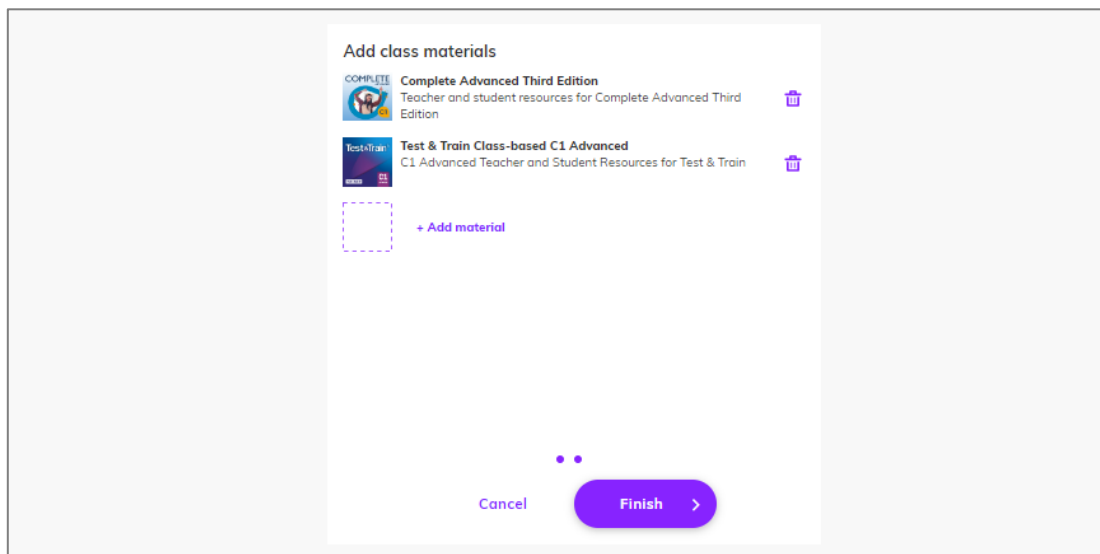 Add class materials
COMPLETE
C1
Complete Advanced Third Edition
Teacher and student resources for Complete Advanced Third
Edition
Test&Train
C1
Test & Train Class-based C1 Advanced
C1 Advanced Teacher and Student Resources for Test & Train
+ Add material
Cancel
Finish